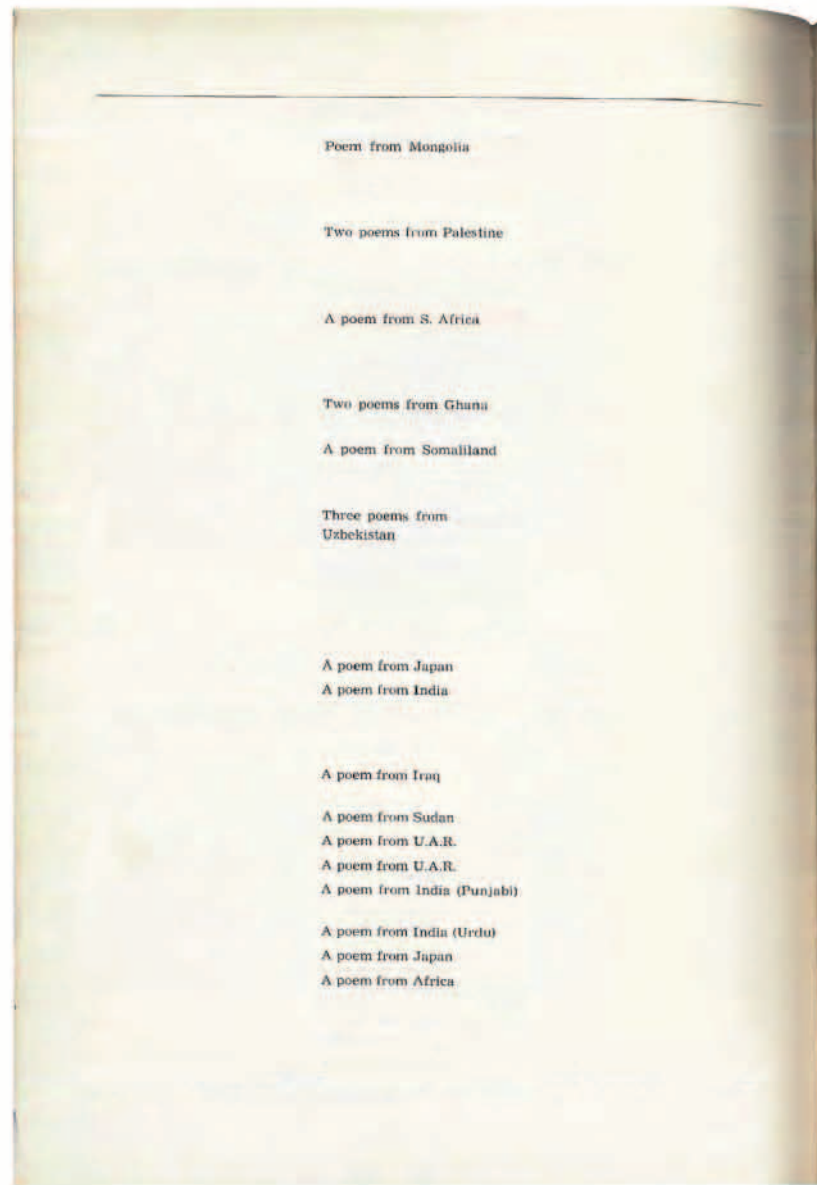 Poem from Mongolia
Two poems from Palestine
A poem from S. Africa
Two poems from Ghana
A poem from Somaliland
Three poems from
Uzbekistan
A poem from Japan
A poem from India
A poem from Iraq
A poem from Sudan
A poem from U.A.R.
A poem from U.A.R.
A poem from India (Punjabi)
A poem from India (Urdu)
A poem from Japan
A poem from Africa